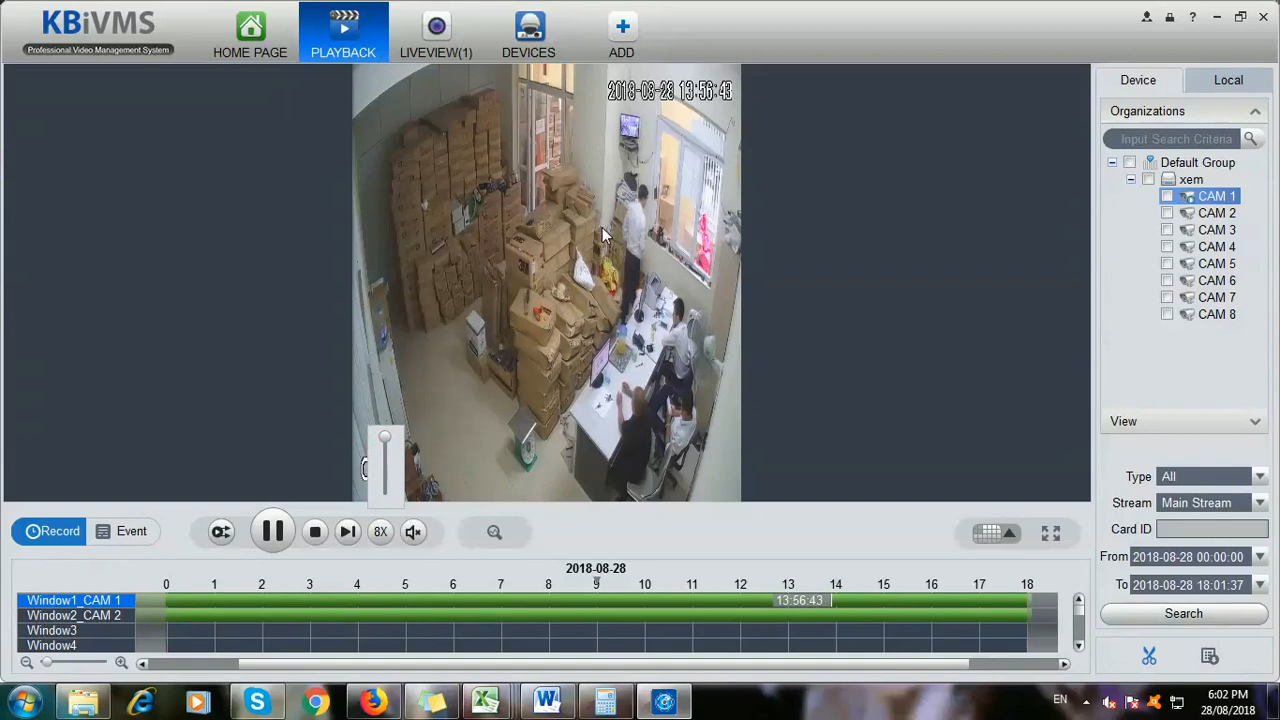 KBiVMS
Professional Video Management System
HOME PAGE
PLAYBACK
LIVEVIEW(1)
DEVICES
ADD
2018-08-28 13:56:43
Device
Local
Organizations
Input Search Criteria
Default Group
xem
CAM 1
CAM 2
CAM 3
CAM 4
CAM 5
CAM 6
CAM 7
CAM 8
View
Type All
Stream Main Stream
Card ID
From 2018-08-28 00:00:00
To 2018-08-28 18:01:37
Search
Record
Event
8X
2018-08-28
0 1 2 3 4 5 6 7 8 9 10 11 12 13 14 15 16 17 18
Window1_CAM 1
13:56:43
Window2_CAM 2
Window3
Window4
EN
6:02 PM
28/08/2018